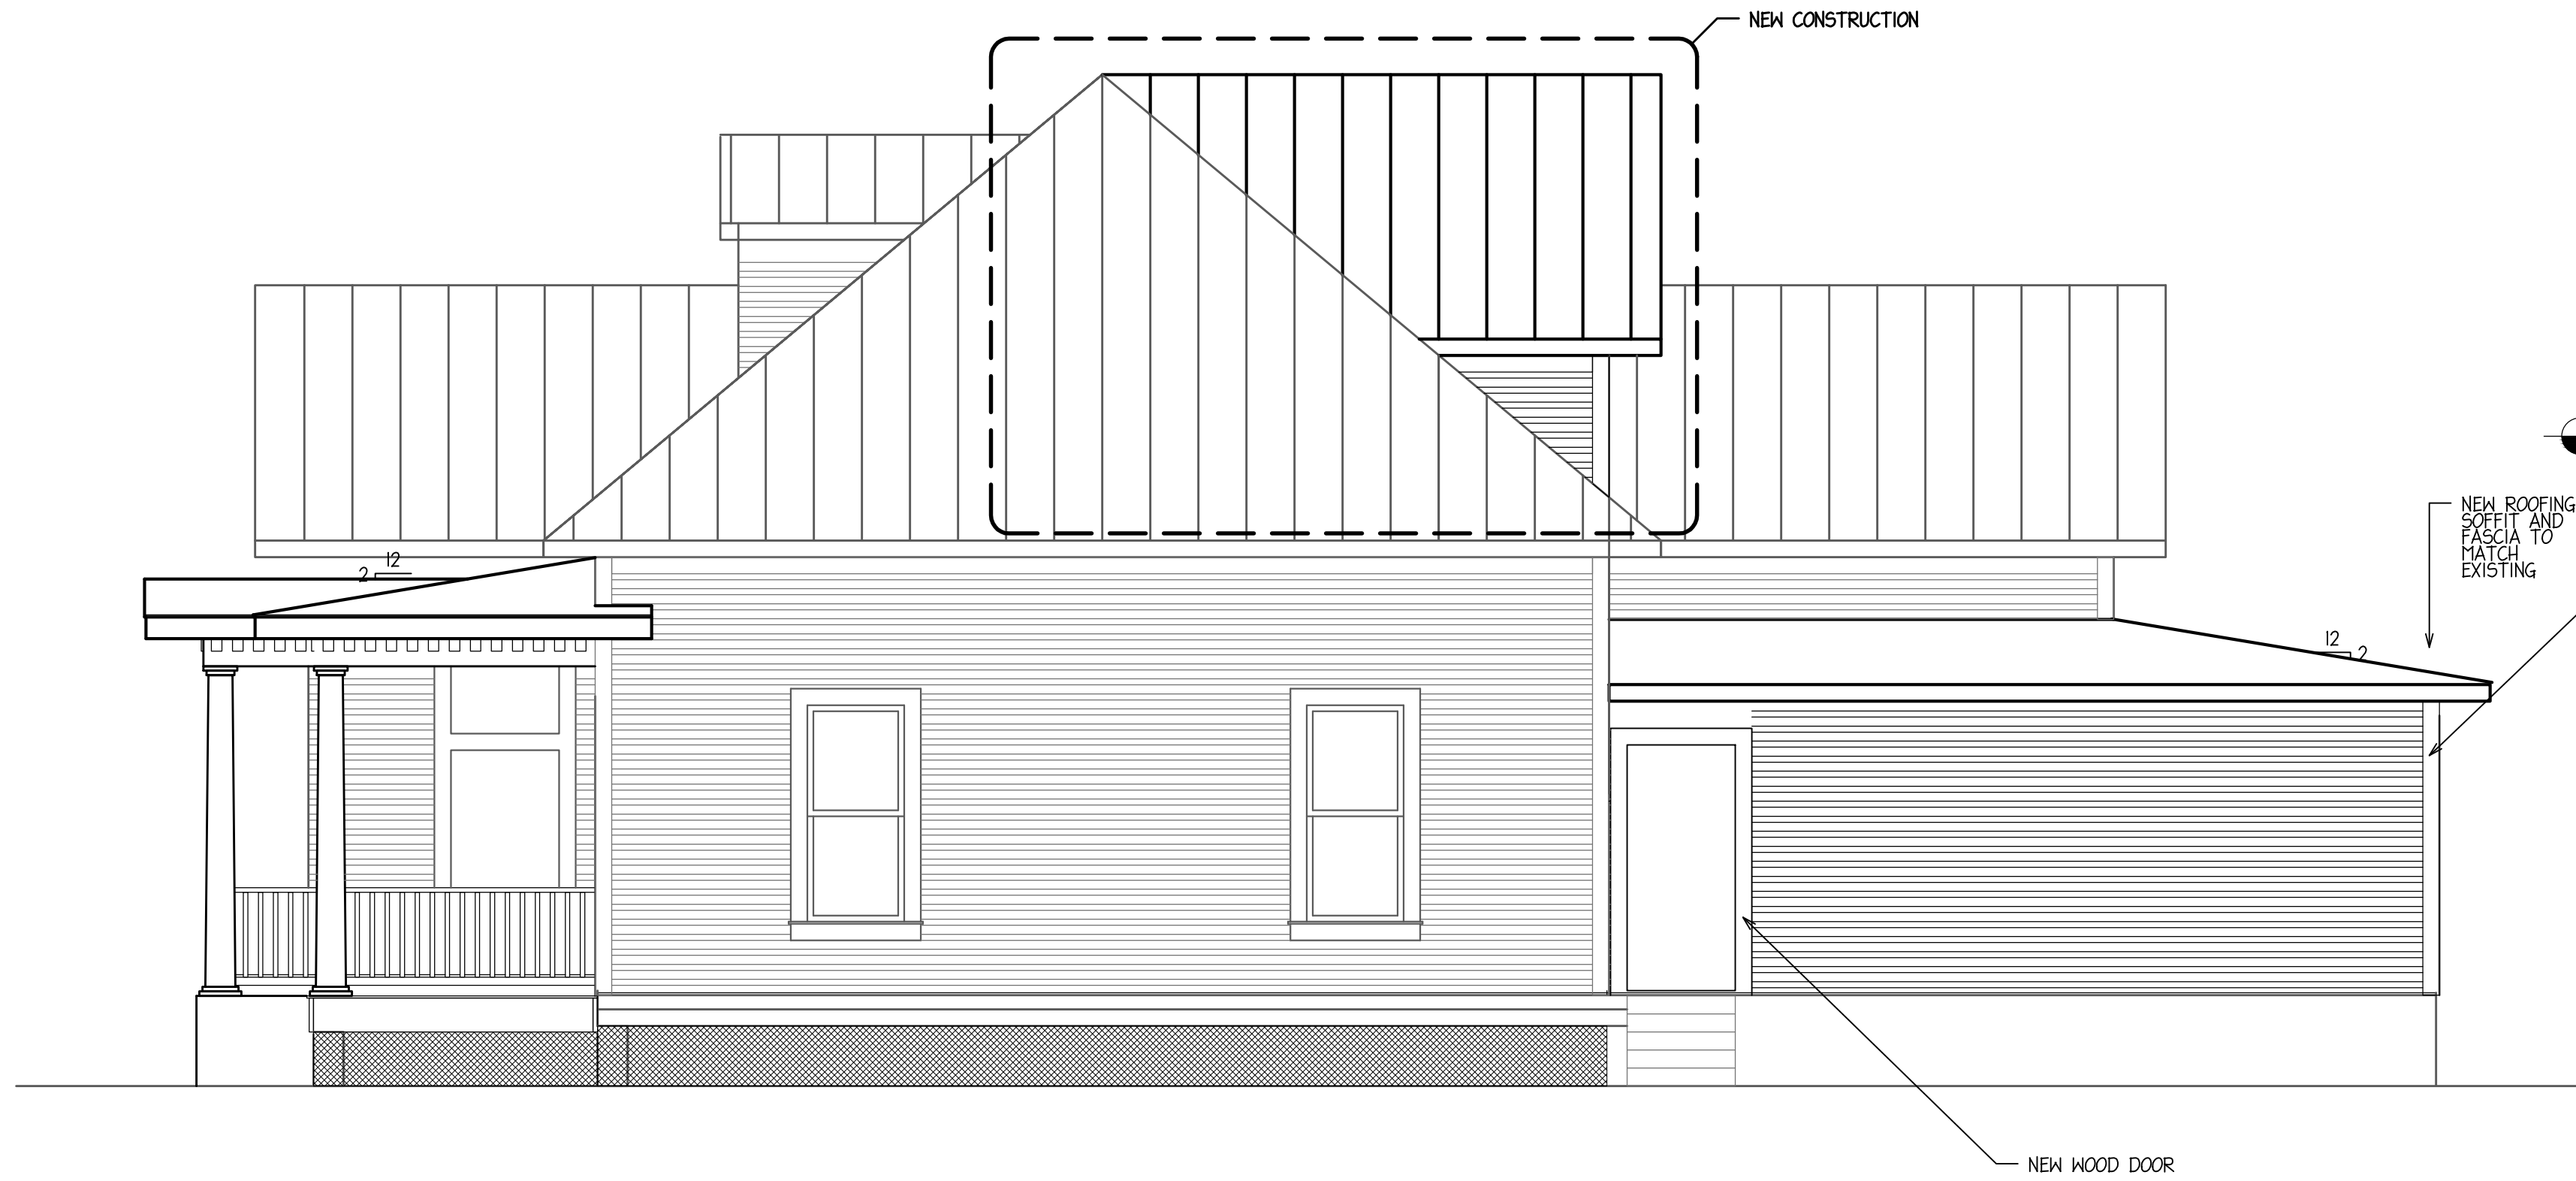 NEW CONSTRUCTION
NEW ROOFING
SOFFIT AND
FASCIA TO
MATCH
EXISTING
12
2
12
2
NEW WOOD DOOR